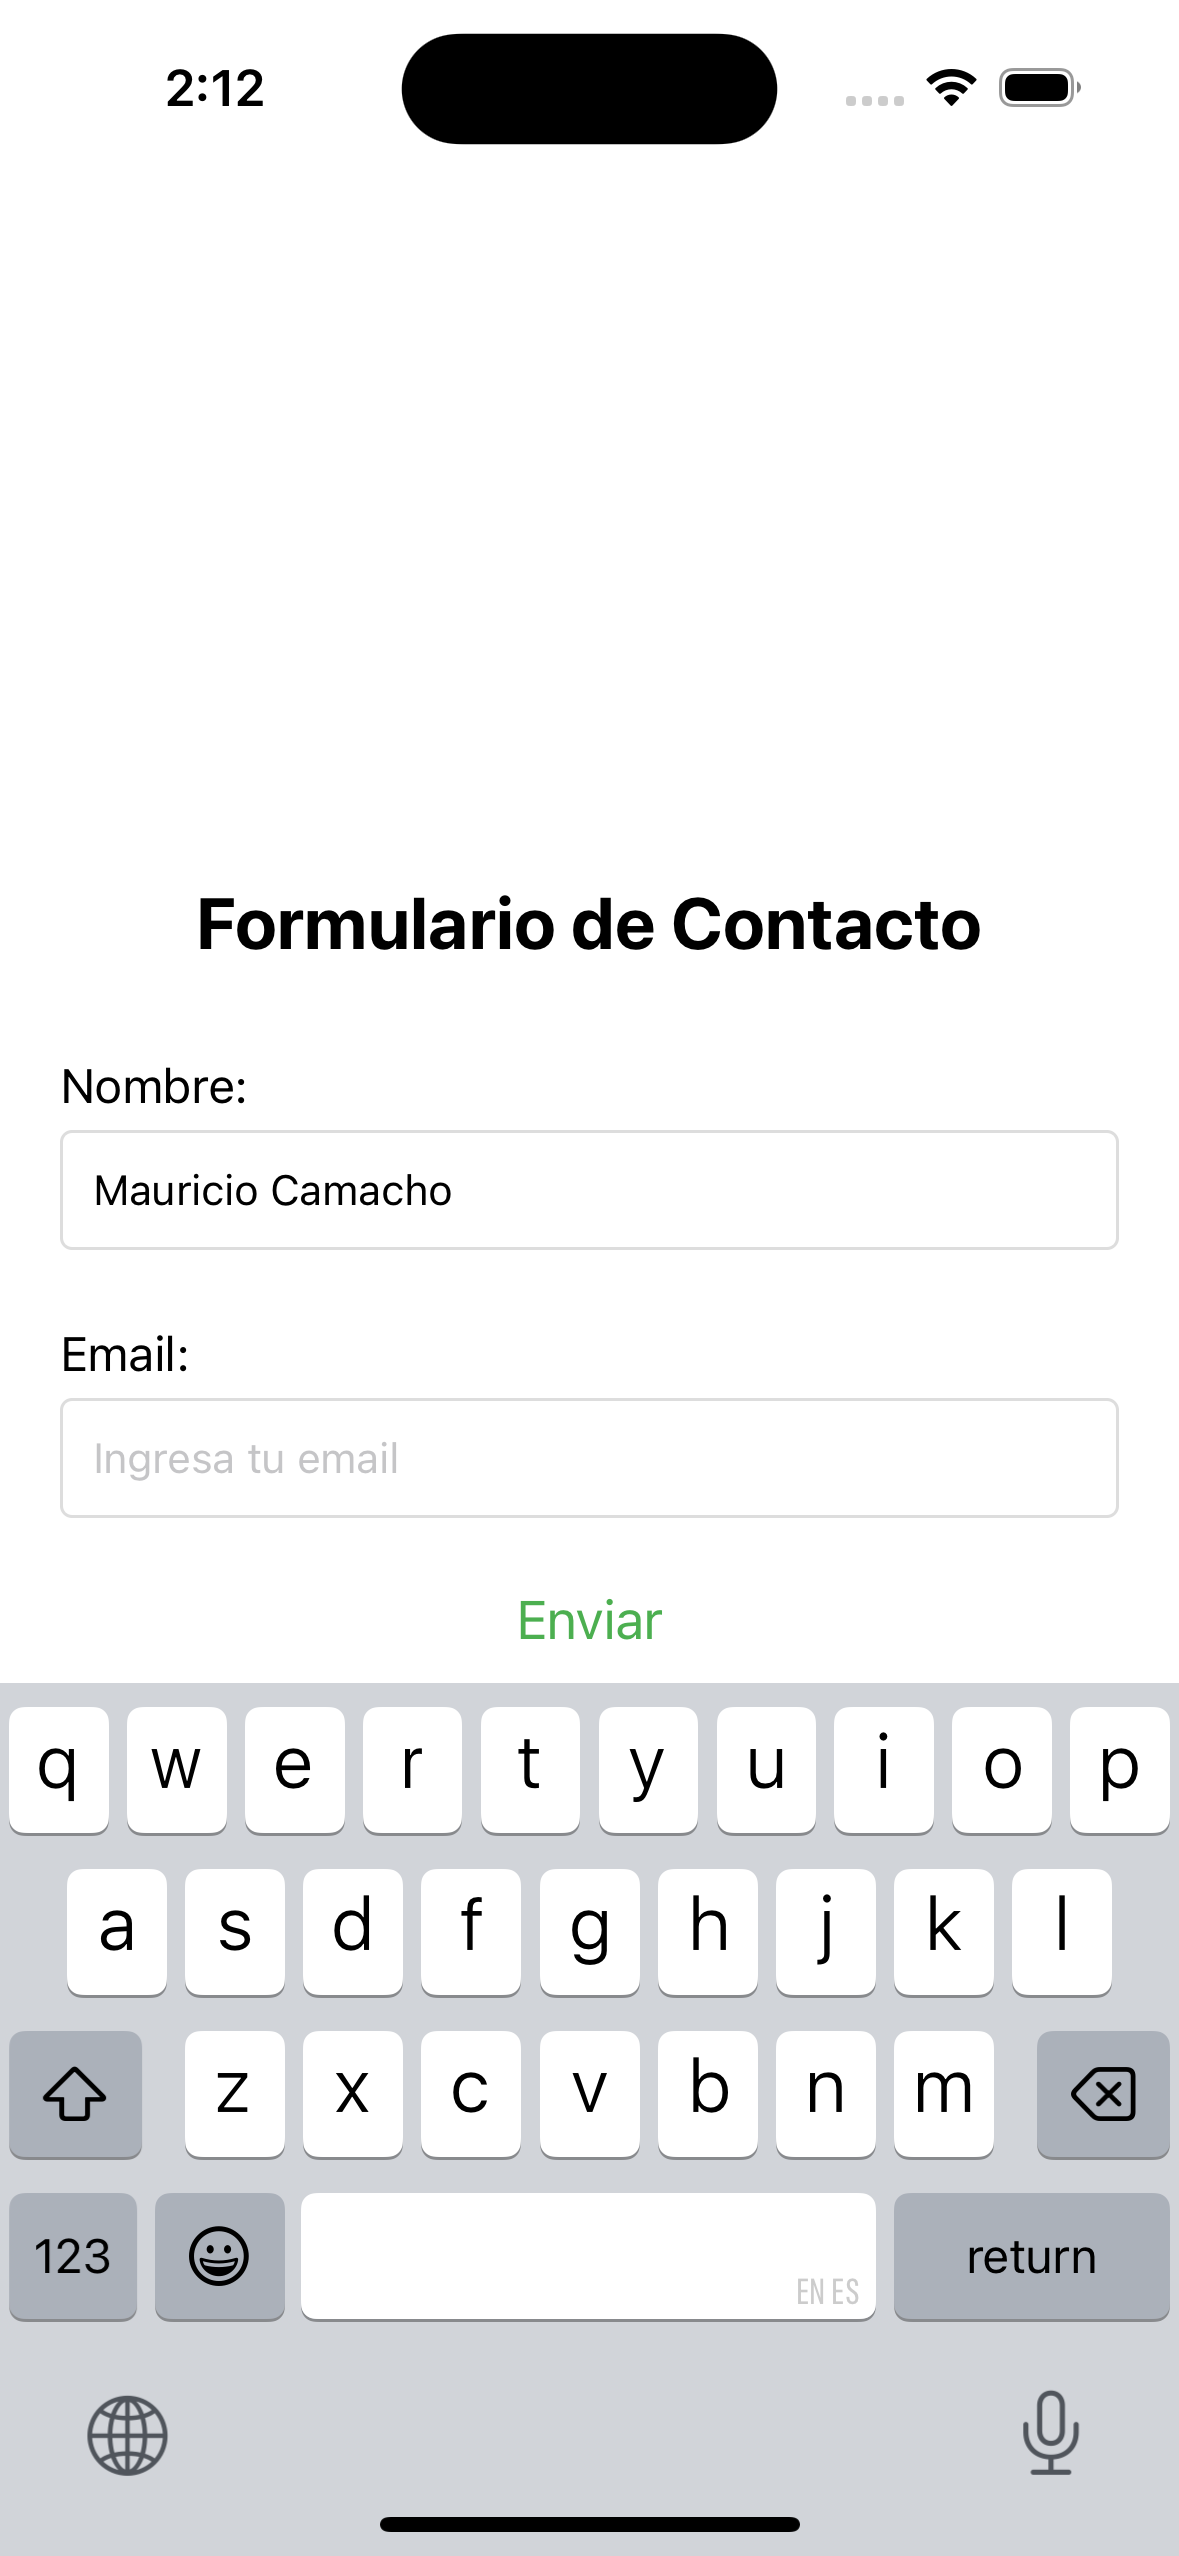 2:12
Formulario de Contacto
Nombre:
Mauricio Camacho
Email:
Ingresa tu email
Enviar
q w e r t y u i o p
a s d f g h j k l
z x c v b n m
123 EN ES return